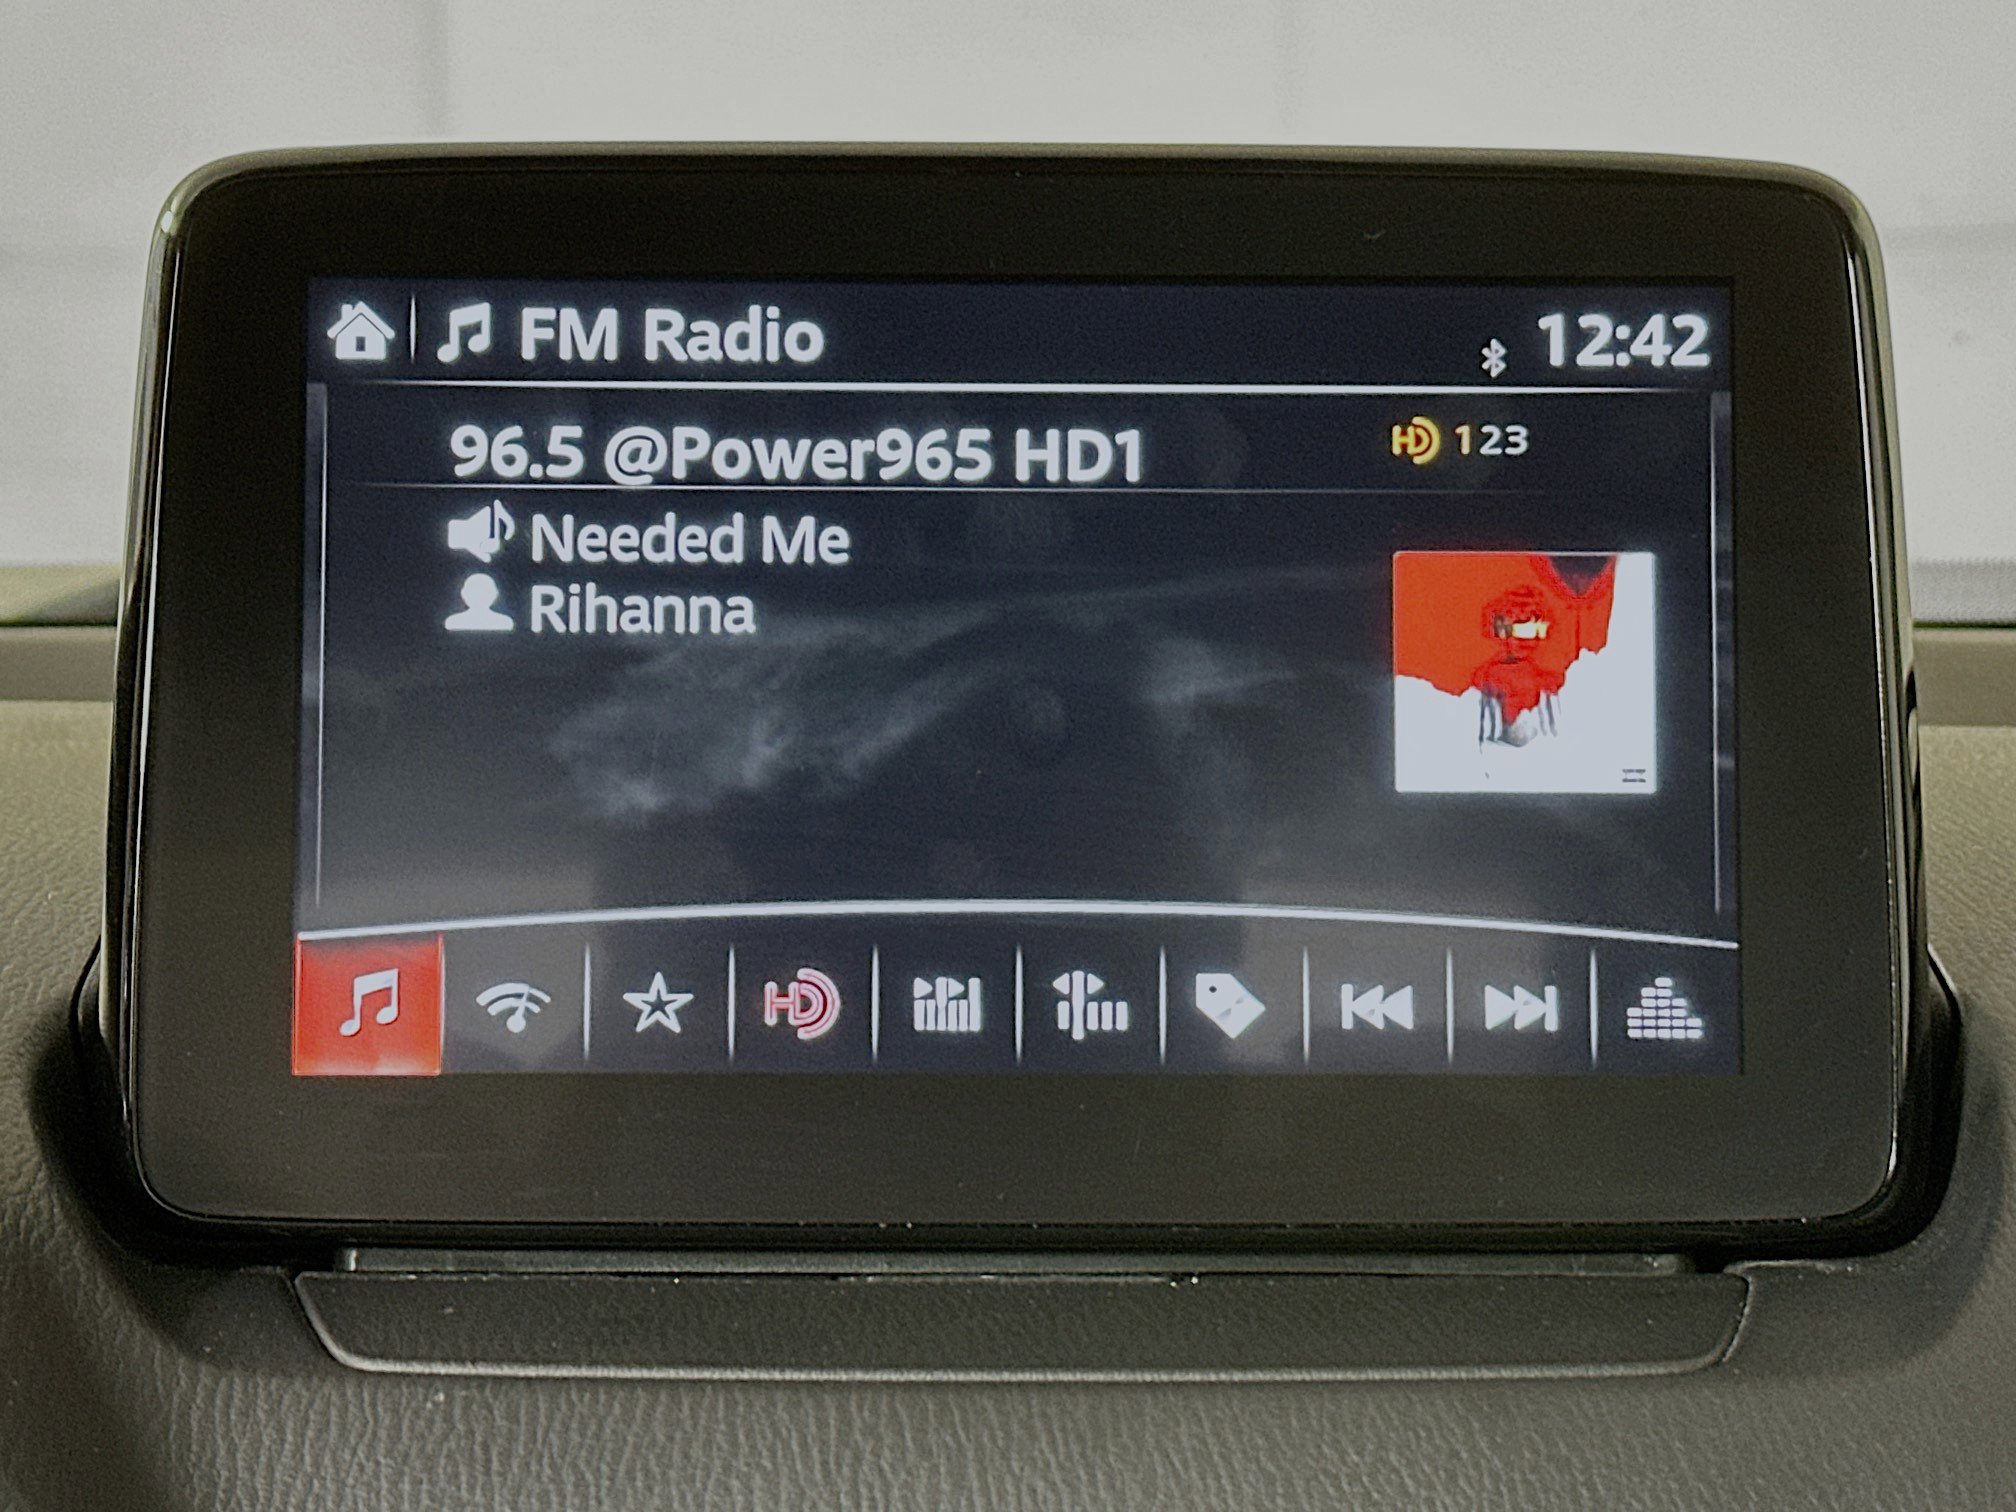 FM Radio
12:42
96.5 @Power965 HD1
HD 123
Needed Me
Rihanna
HD